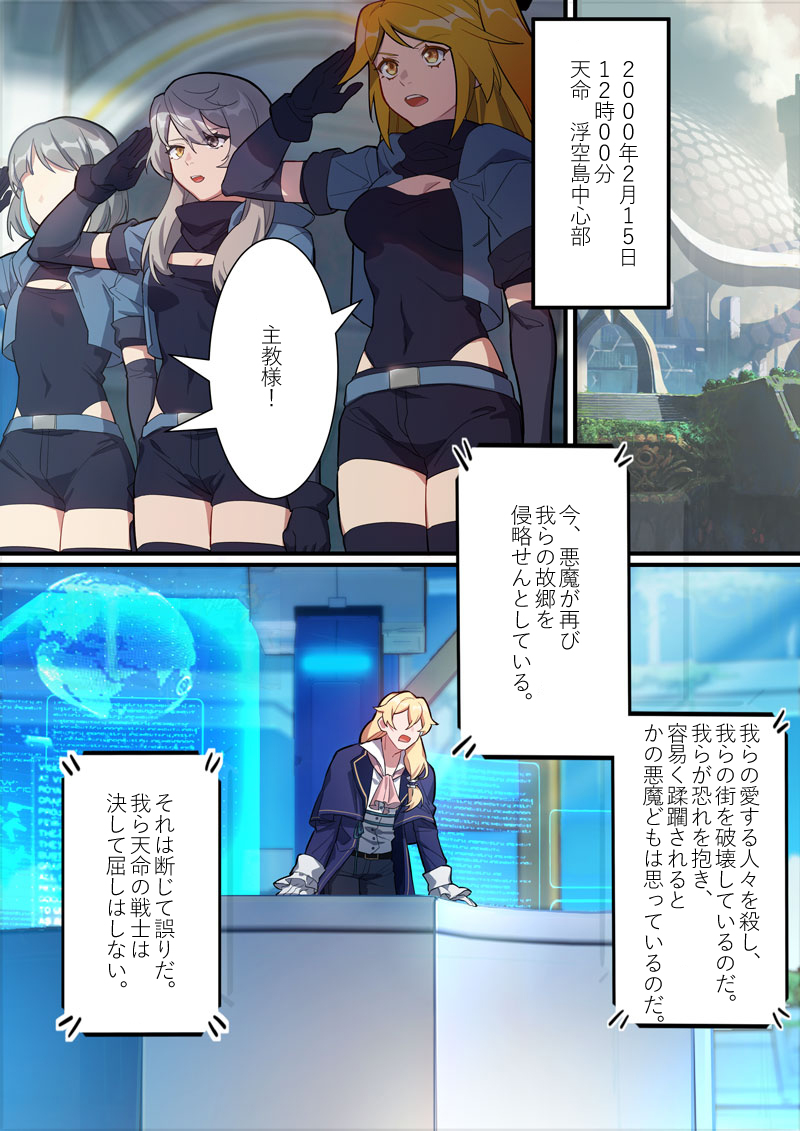 2000年2月15日
12時00分
天命　浮空島中心部
主教様！
今、悪魔が再び
我らの故郷を
侵略せんとしている。
我らの愛する人々を殺し、
我らの街を破壊しているのだ。
我らが恐れを抱き、
容易く蹂躙されると
かの悪魔どもは思っているのだ。
それは断じて誤りだ。
我ら天命の戦士は
決して屈しはしない。